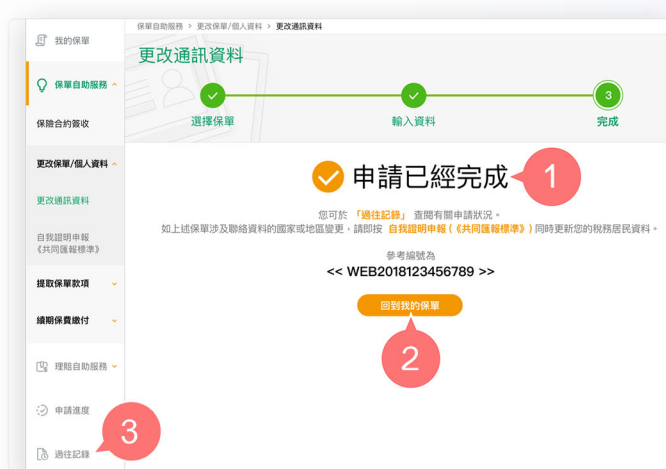 保單自助服務 > 更改保單/個人資料 > 更改通訊資料
我的保單
保單自助服務
保險合約簽收
更改保單/個人資料
更改通訊資料
自我證明申報
《共同匯報標準》
提取保單款項
續期保費繳付
理賠自助服務
申請進度
過往記錄
更改通訊資料
3
選擇保單
輸入資料
完成
申請已經完成
1
您可於 「過往記錄」 查閱有關申請狀況。
如上述保單涉及聯絡資料的國家或地區變更,請即按 自我證明申報 (《共同匯報標準》) 同時更新您的稅務居民資料。
參考編號為
<< WEB2018123456789 >>
回到我的保單
2
3